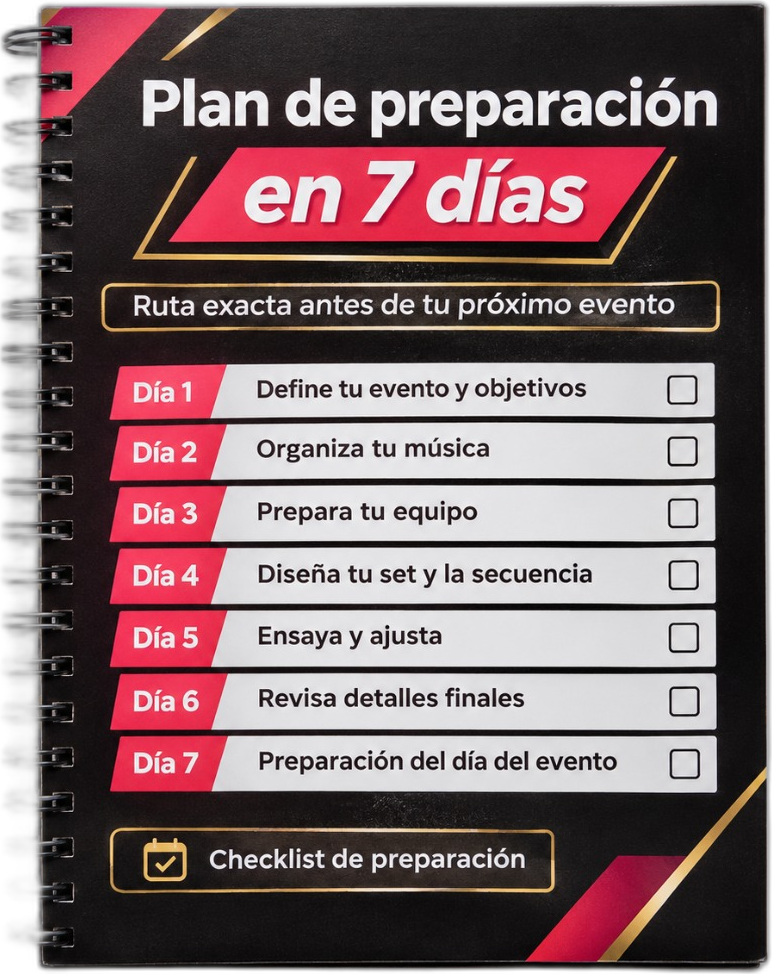 Plan de preparación
en 7 días
Ruta exacta antes de tu próximo evento
Día 1 Define tu evento y objetivos
Día 2 Organiza tu música
Día 3 Prepara tu equipo
Día 4 Diseña tu set y la secuencia
Día 5 Ensaya y ajusta
Día 6 Revisa detalles finales
Día 7 Preparación del día del evento
Checklist de preparación